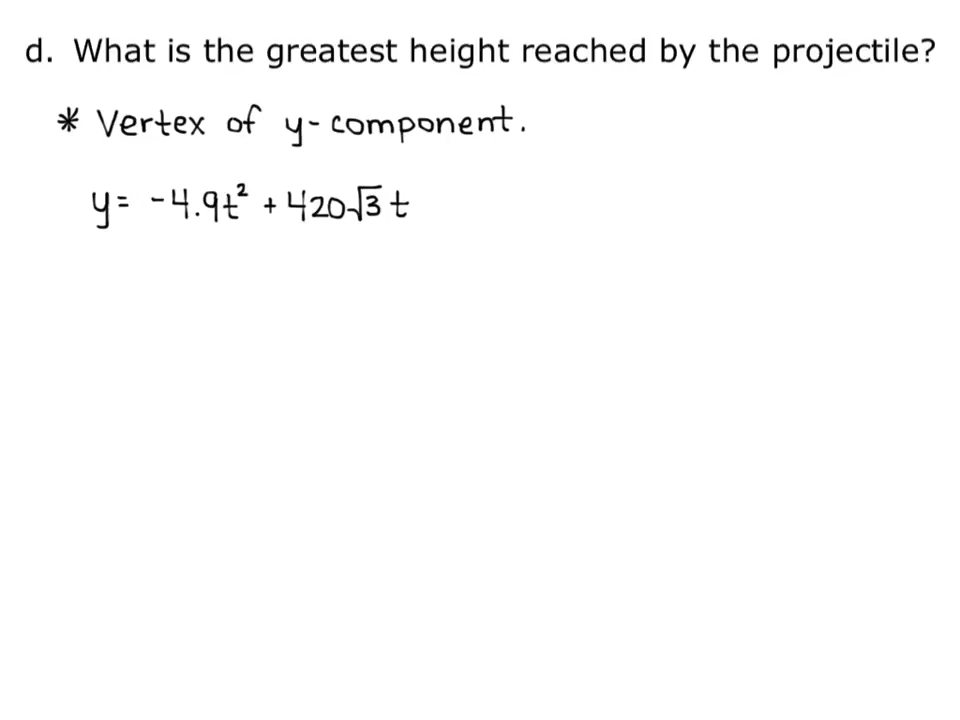 d. What is the greatest height reached by the projectile?
* Vertex of y-component.
y= -4.9t² + 420√3 t